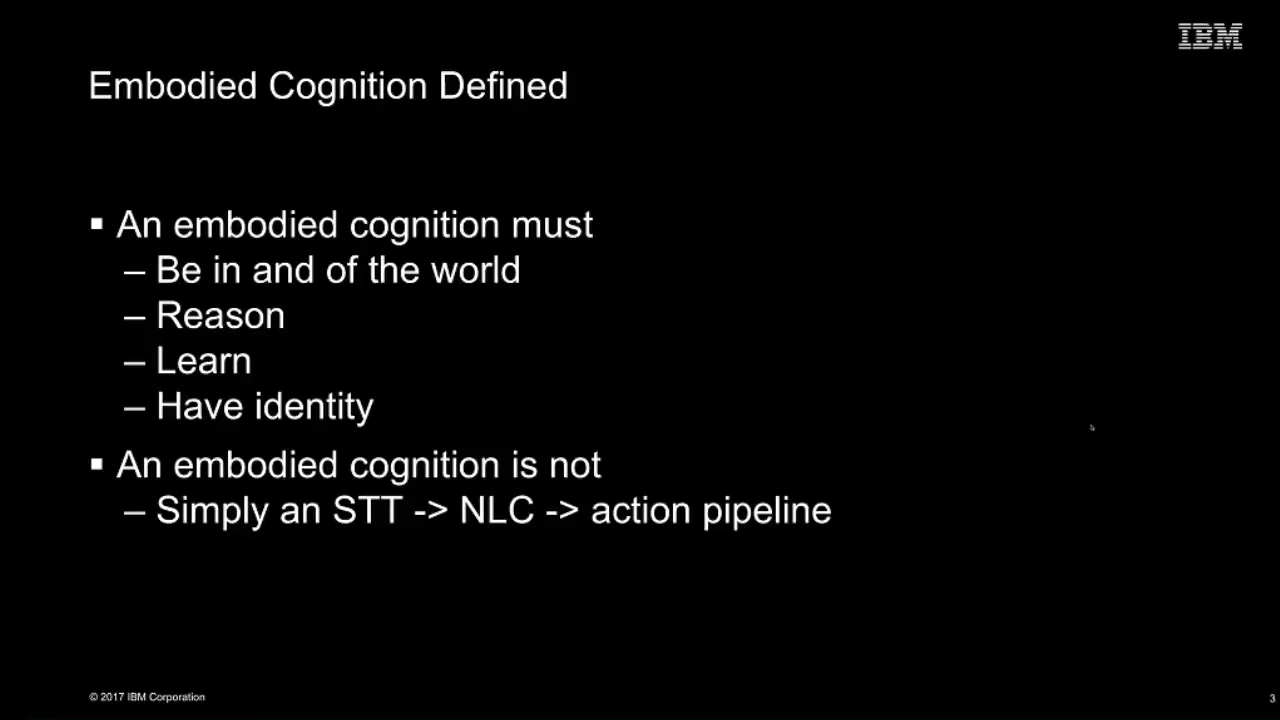 IBM
Embodied Cognition Defined
▪ An embodied cognition must
– Be in and of the world
– Reason
– Learn
– Have identity
▪ An embodied cognition is not
– Simply an STT -> NLC -> action pipeline
© 2017 IBM Corporation
3